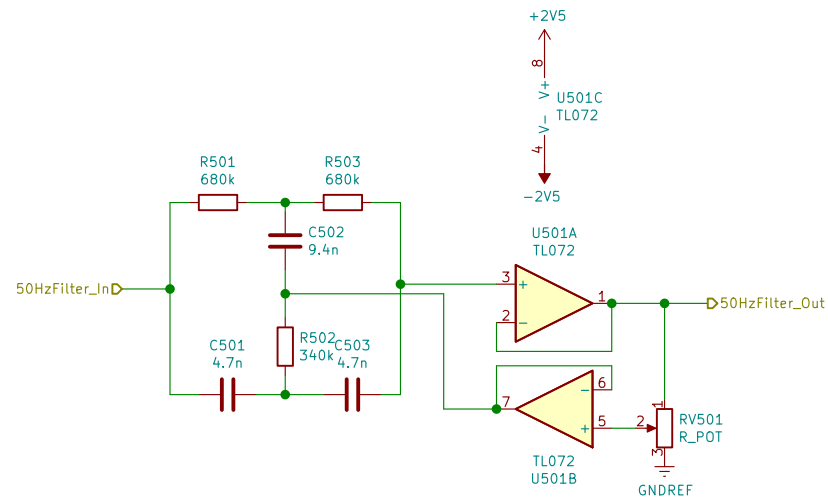 +2V5
8
V+
U501C
TL072
V-
4
-2V5
R501
680k
R503
680k
C502
9.4n
U501A
TL072
50HzFilter_In
3
+
1
2
-
50HzFilter_Out
R502
340k
C501
4.7n
C503
4.7n
6
-
7
+
5
2
1
3
RV501
R_POT
TL072
U501B
GNDREF